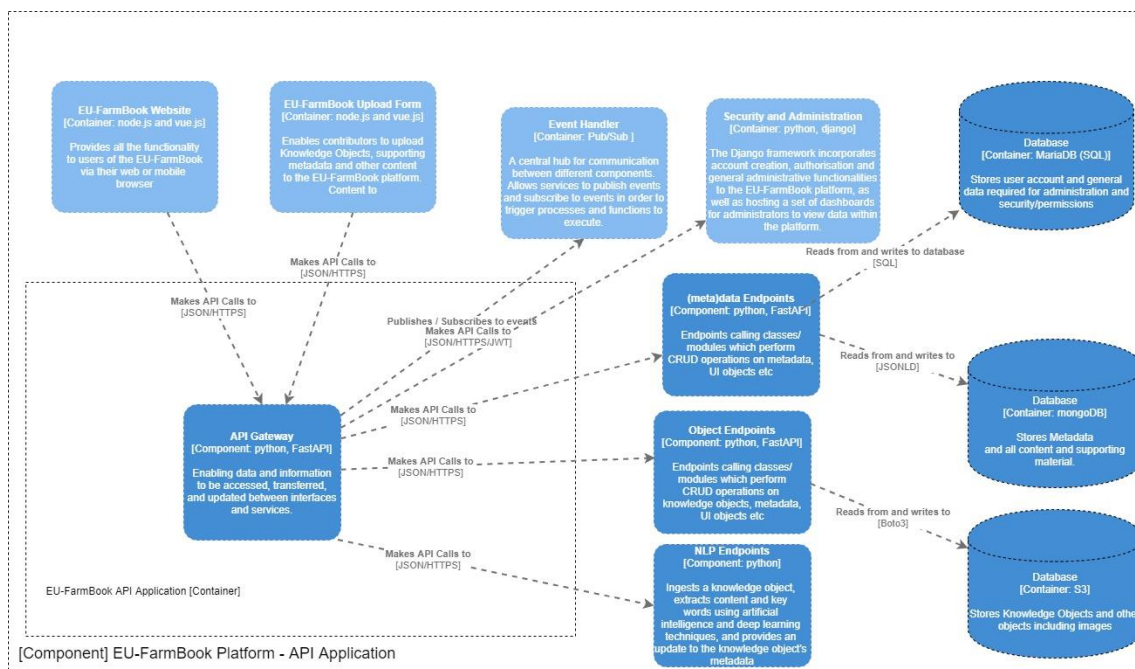 EU-FarmBook Website
[Container: node.js and vue.js]
Provides all the functionality
to users of the EU-FarmBook
via their web or mobile
browser
EU-FarmBook Upload Form
[Container: node.js and vue.js]
Enables contributors to upload
Knowledge Objects, supporting
metadata and other content
to the EU-FarmBook platform.
Content to
Event Handler
[Container: Pub/Sub ]
A central hub for communication
between different components.
Allows services to publish events
and subscribe to events in order to
trigger processes and functions to
execute.
Security and Administration
[Container: python, django]
The Django framework incorporates
account creation, authorisation and
general administrative functionalities
to the EU-FarmBook platform, as
well as hosting a set of dashboards
for administrators to view data within
the platform.
Database
[Container: MariaDB (SQL)]
Stores user account and general
data required for administration and
security/permissions
Makes API Calls to
[JSON/HTTPS]
Makes API Calls to
[JSON/HTTPS]
Reads from and writes to database
[SQL]
Publishes / Subscribes to events
Makes API Calls to
[JSON/HTTPS/JWT]
(meta)data Endpoints
[Component: python, FastAPI]
Endpoints calling classes/
modules which perform
CRUD operations on metadata,
UI objects etc
Reads from and writes to
[JSONLD]
Database
[Container: mongoDB]
Stores Metadata
and all content and supporting
material.
API Gateway
[Component: python, FastAPI]
Enabling data and information
to be accessed, transferred,
and updated between interfaces
and services.
Makes API Calls to
[JSON/HTTPS]
Makes API Calls to
[JSON/HTTPS]
Object Endpoints
[Component: python, FastAPI]
Endpoints calling classes/
modules which perform
CRUD operations on
knowledge objects, metadata,
UI objects etc
Reads from and writes to
[Boto3]
Makes API Calls to
[JSON/HTTPS]
NLP Endpoints
[Component: python]
Ingests a knowledge object,
extracts content and key
words using artificial
intelligence and deep learning
techniques, and provides an
update to the knowledge object's
metadata
Database
[Container: S3]
Stores Knowledge Objects and other
objects including images
EU-FarmBook API Application [Container]
[Component] EU-FarmBook Platform - API Application